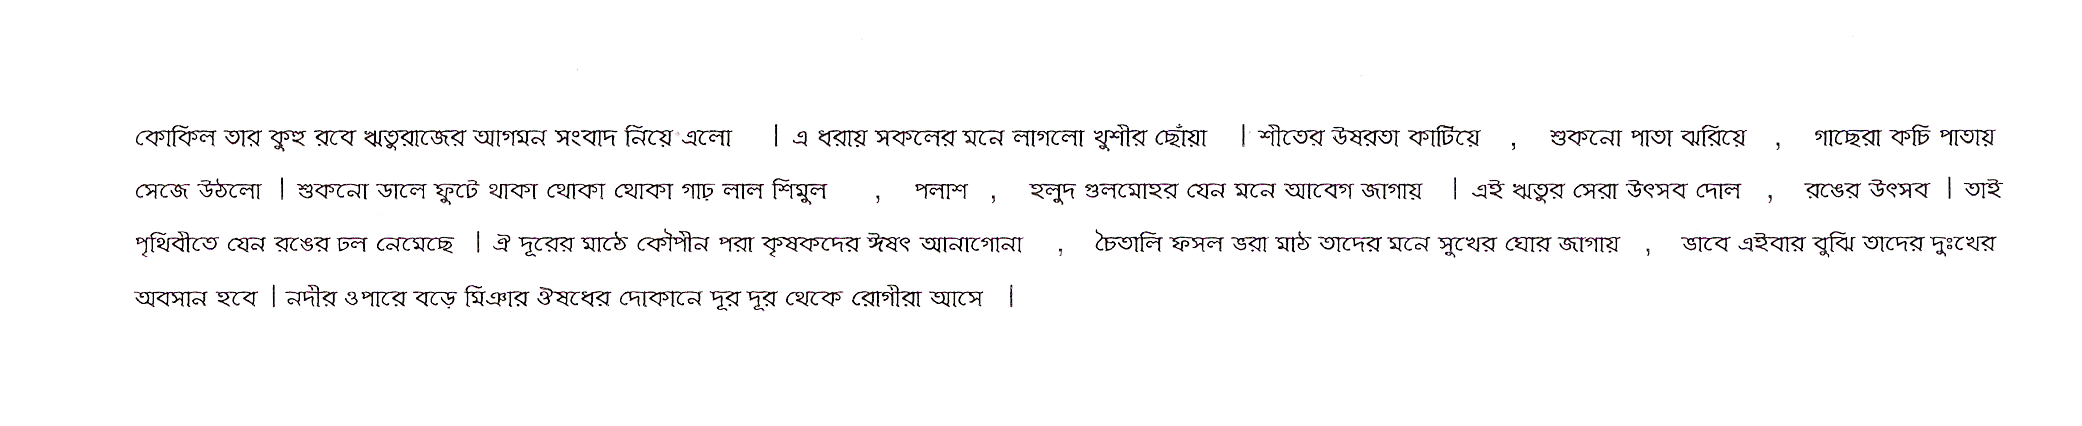 কোকিল তার কুহু রবে ঋতুরাজের আগমন সংবাদ নিয়ে এলো । এ ধরায় সকলের মনে লাগলো খুশীর ছোঁয়া । শীতের উষরতা কাটিয়ে , শুকনো পাতা ঝরিয়ে , গাছেরা কচি পাতায়
সেজে উঠলো । শুকনো ডালে ফুটে থাকা থোকা থোকা গাঢ় লাল শিমুল , পলাশ , হলুদ গুলমোহর যেন মনে আবেগ জাগায় । এই ঋতুর সেরা উৎসব দোল , রঙের উৎসব । তাই
পৃথিবীতে যেন রঙের ঢল নেমেছে । ঐ দূরের মাঠে কৌপীন পরা কৃষকদের ঈষৎ আনাগোনা , চৈতালি ফসল ভরা মাঠ তাদের মনে সুখের ঘোর জাগায় , ভাবে এইবার বুঝি তাদের দুঃখের
অবসান হবে । নদীর ওপারে বড়ে মিঞার ঔষধের দোকানে দূর দূর থেকে রোগীরা আসে ।